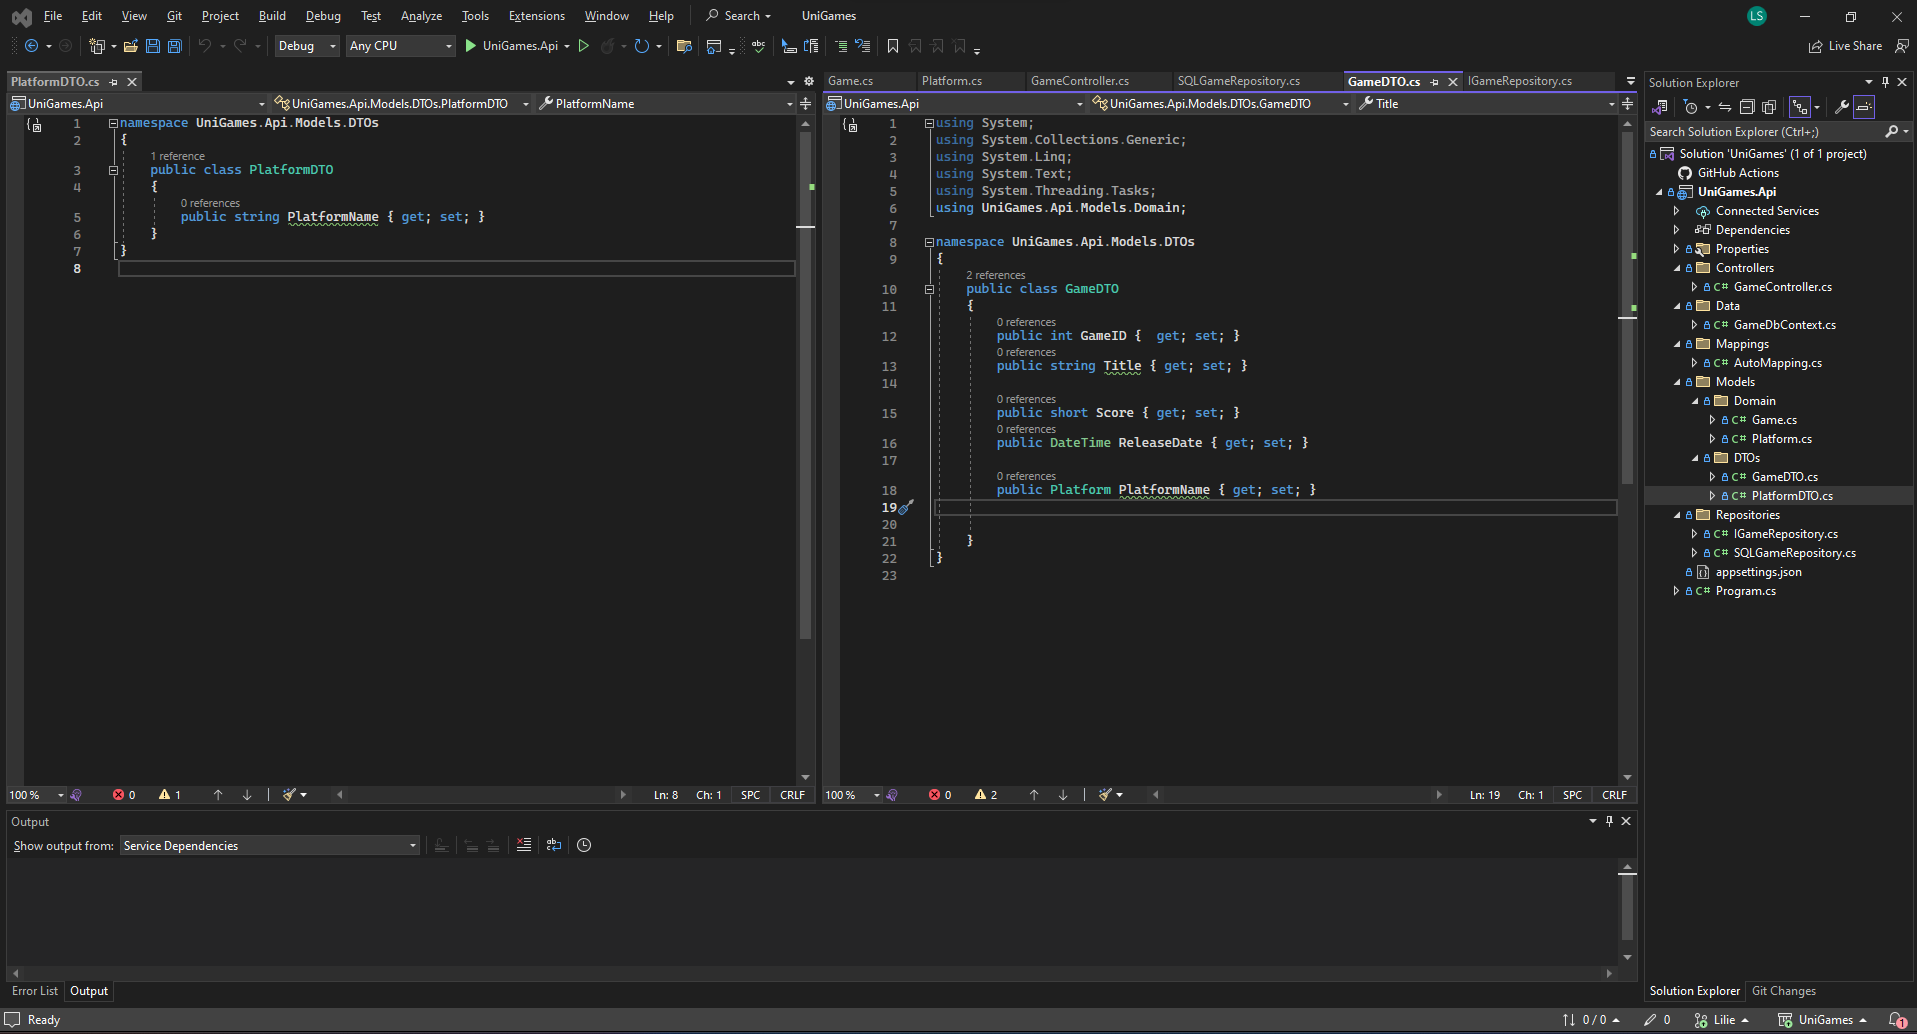 File Edit View Git Project Build Debug Test Analyze Tools Extensions Window Help Search UniGames LS
Debug Any CPU UniGames.Api Live Share
PlatformDTO.cs
UniGames.Api UniGames.Api.Models.DTOs.PlatformDTO PlatformName
1 namespace UniGames.Api.Models.DTOs
2 {
1 reference
3 public class PlatformDTO
4 {
0 references
5 public string PlatformName { get; set; }
6 }
7 }
8
100 % 0 1 Ln: 8 Ch: 1 SPC CRLF
Game.cs Platform.cs GameController.cs SQLGameRepository.cs GameDTO.cs IGameRepository.cs
UniGames.Api UniGames.Api.Models.DTOs.GameDTO Title
1 using System;
2 using System.Collections.Generic;
3 using System.Linq;
4 using System.Text;
5 using System.Threading.Tasks;
6 using UniGames.Api.Models.Domain;
7
8 namespace UniGames.Api.Models.DTOs
9 {
2 references
10 public class GameDTO
11 {
0 references
12 public int GameID {  get; set; }
0 references
13 public string Title { get; set; }
14
0 references
15 public short Score { get; set; }
0 references
16 public DateTime ReleaseDate { get; set; }
17
0 references
18 public Platform PlatformName { get; set; }
19
20
21 }
22 }
23
100 % 0 2 Ln: 19 Ch: 1 SPC CRLF
Solution Explorer
Search Solution Explorer (Ctrl+;)
Solution 'UniGames' (1 of 1 project)
GitHub Actions
UniGames.Api
Connected Services
Dependencies
Properties
Controllers
C# GameController.cs
Data
C# GameDbContext.cs
Mappings
C# AutoMapping.cs
Models
Domain
C# Game.cs
C# Platform.cs
DTOs
C# GameDTO.cs
C# PlatformDTO.cs
Repositories
C# IGameRepository.cs
C# SQLGameRepository.cs
appsettings.json
C# Program.cs
Solution Explorer Git Changes
Output
Show output from: Service Dependencies
Error List Output
Ready 0 / 0 0 Lilie UniGames 1